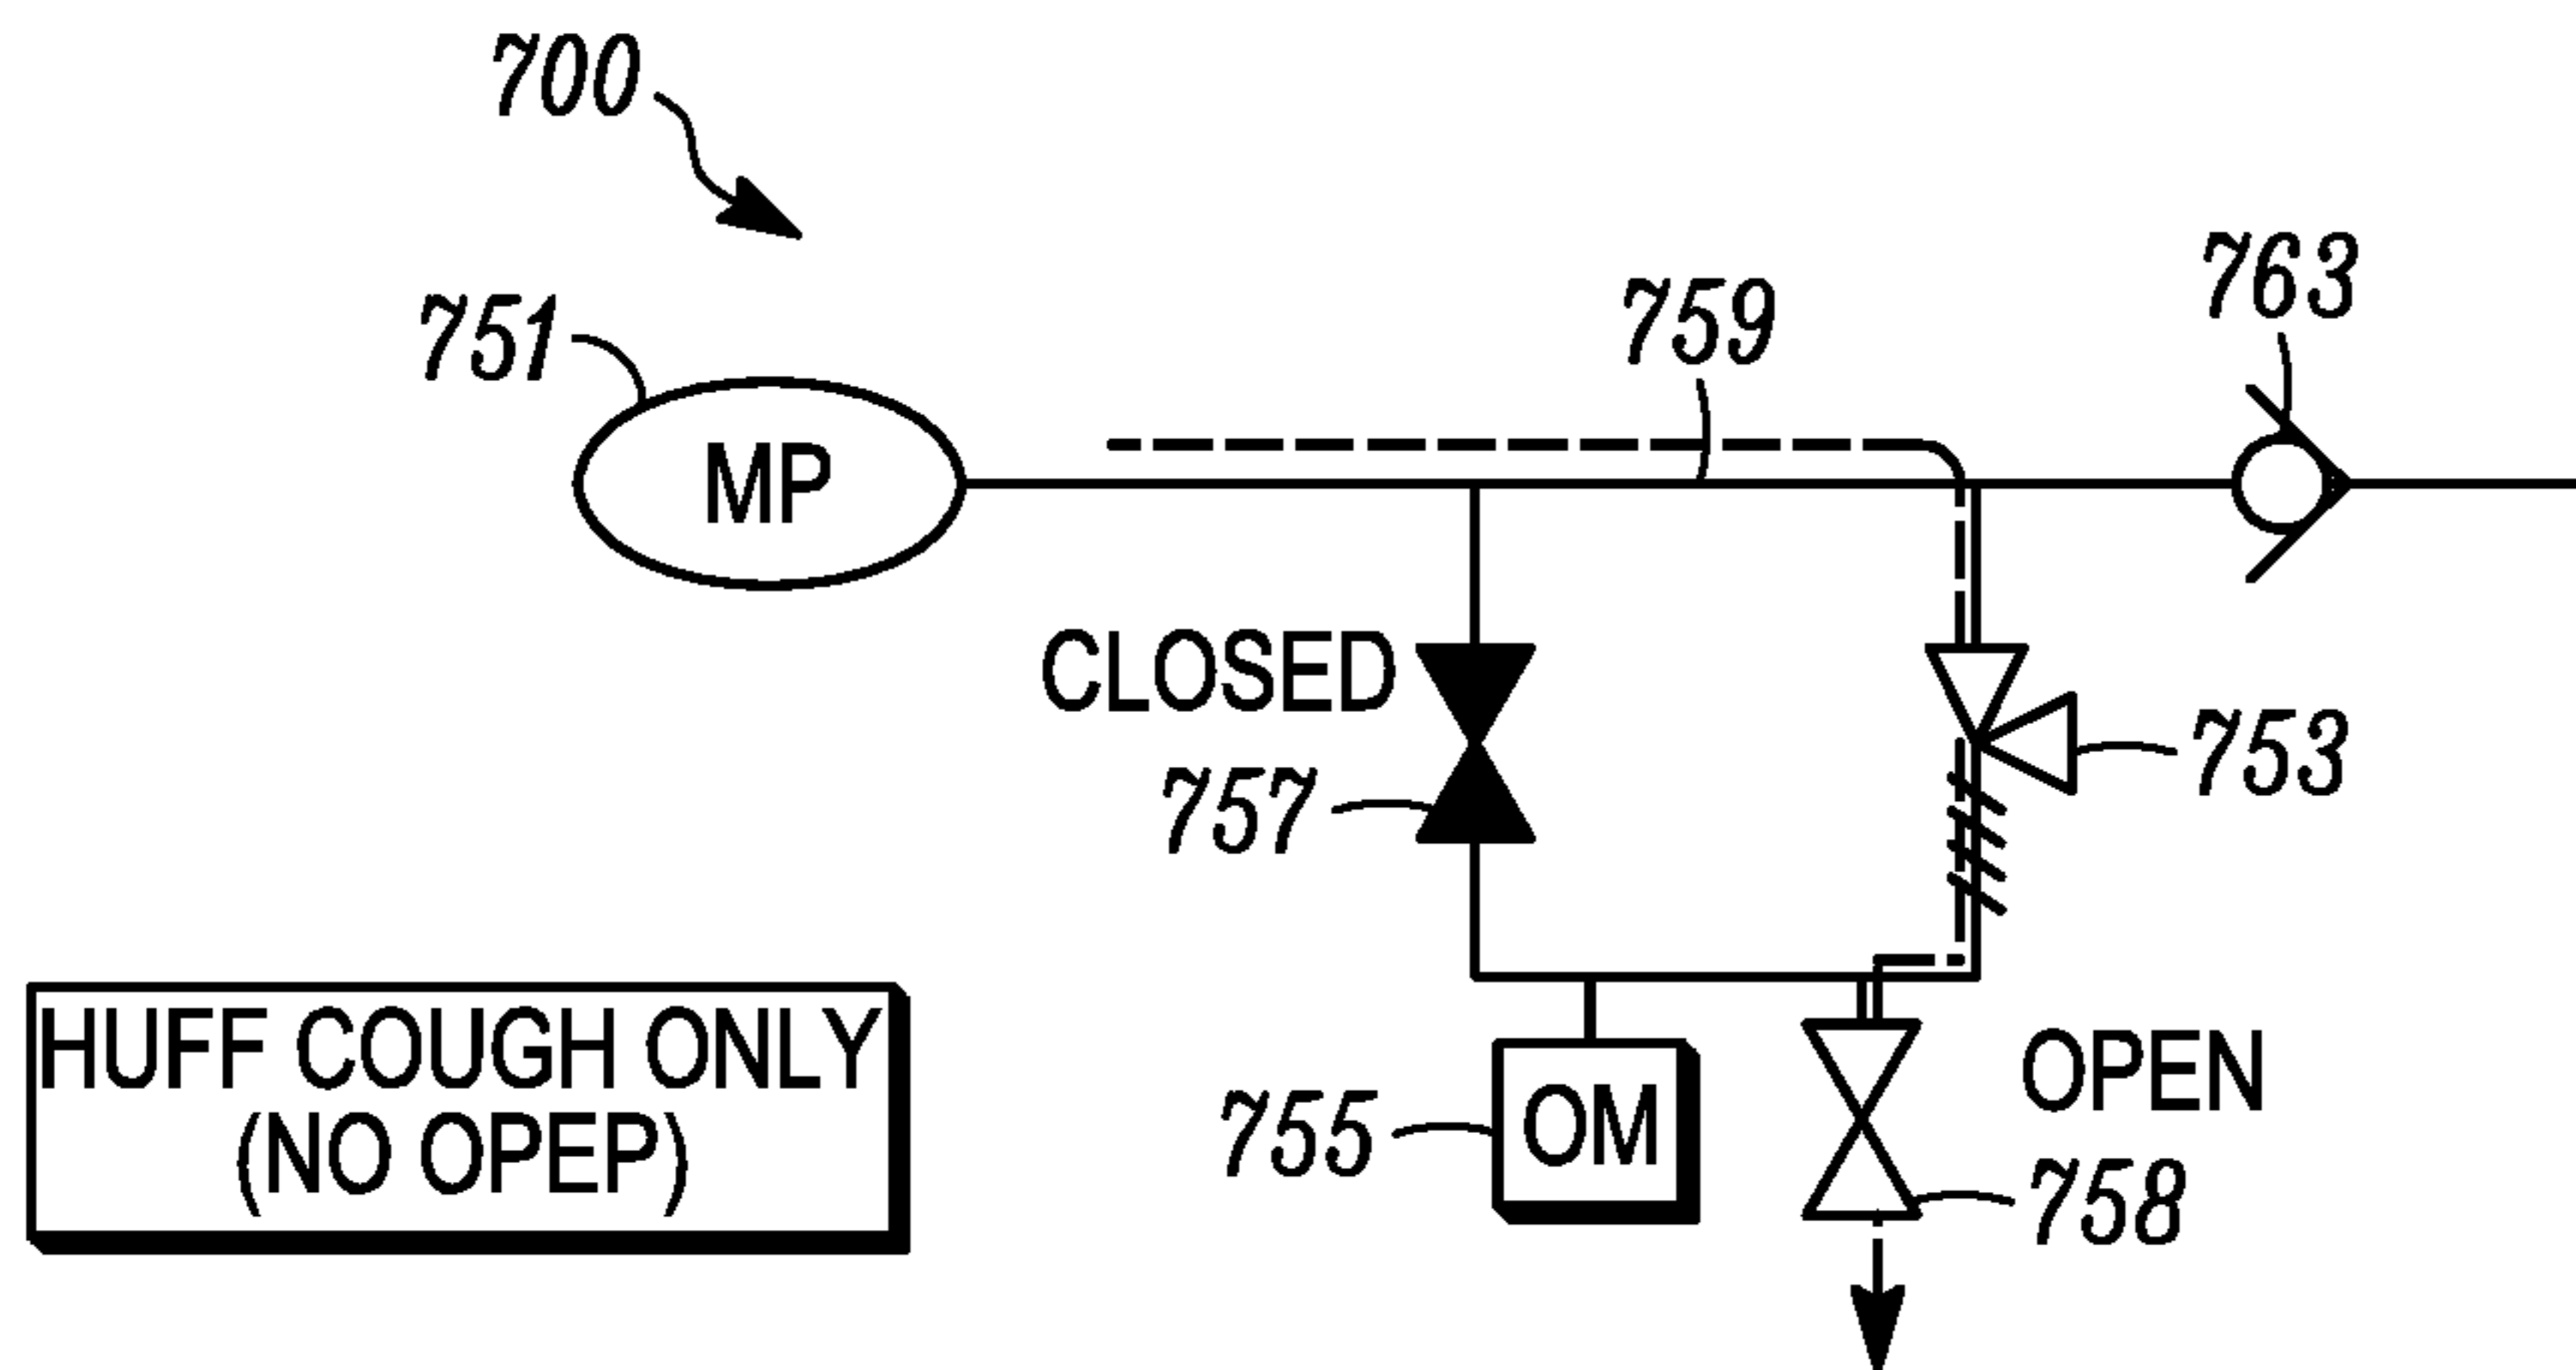 700
751
MP
759
763
CLOSED
757
753
HUFF COUGH ONLY
(NO OPEP)
755
OM
OPEN
758